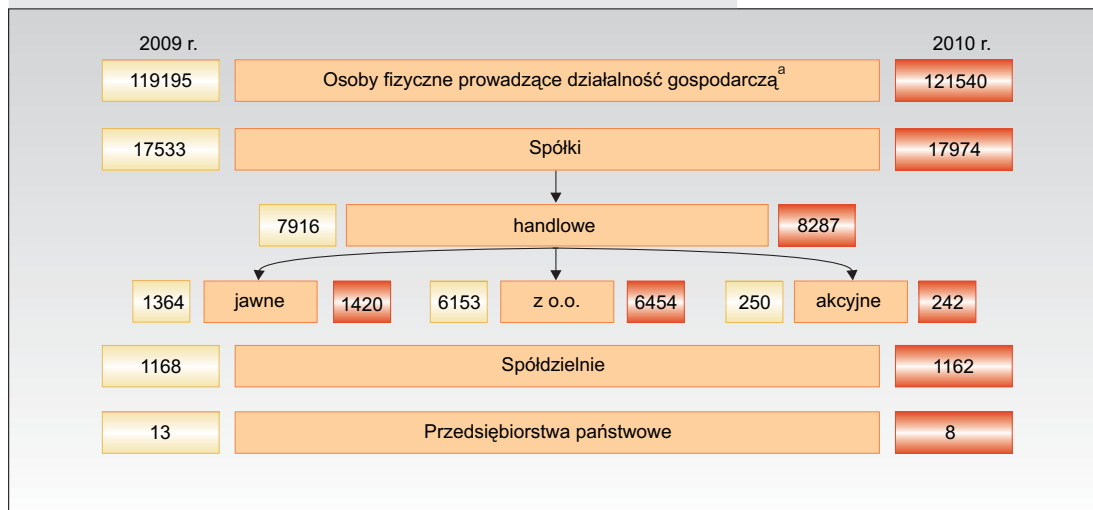 2009 r. 2010 r.
119195 Osoby fizyczne prowadzące działalność gospodarczą a 121540
17533 Spółki 17974
7916 handlowe 8287
1364 jawne 1420 6153 z o.o. 6454 250 akcyjne 242
1168 Spółdzielnie 1162
13 Przedsiębiorstwa państwowe 8